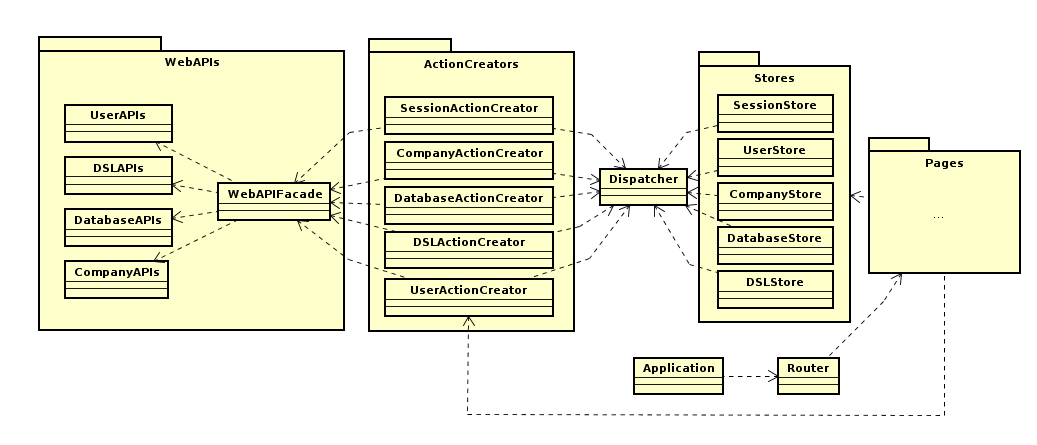 WebAPIs
UserAPIs
DSLAPIs
DatabaseAPIs
CompanyAPIs
WebAPIFacade
ActionCreators
SessionActionCreator
CompanyActionCreator
DatabaseActionCreator
DSLActionCreator
UserActionCreator
Dispatcher
Stores
SessionStore
UserStore
CompanyStore
DatabaseStore
DSLStore
Pages
...
Application
Router